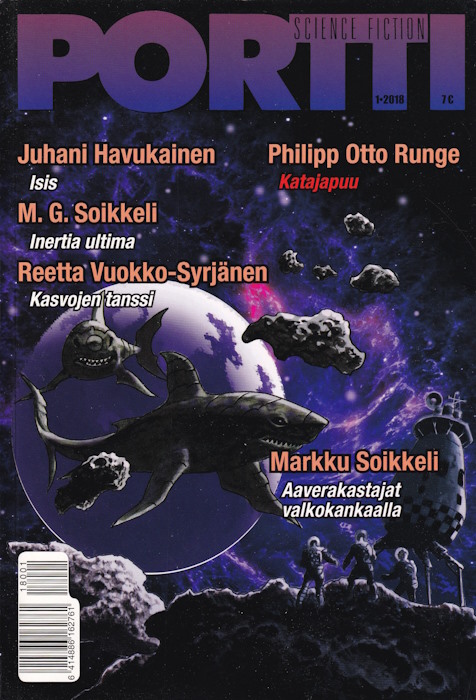 PORTTI
SCIENCE FICTION
1•2018 7 €
Juhani Havukainen
Isis
M. G. Soikkeli
Inertia ultima
Reetta Vuokko-Syrjänen
Kasvojen tanssi
Philipp Otto Runge
Katajapuu
Markku Soikkeli
Aaverakastajat
valkokankaalla
18001
6 414886 162761